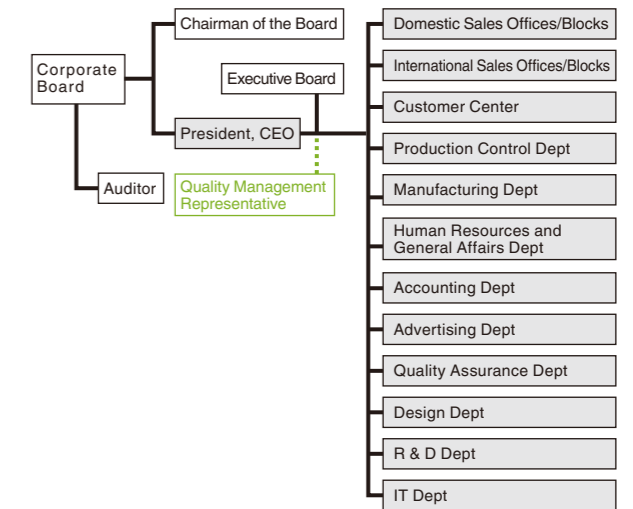 Chairman of the Board
Corporate
Board
Executive Board
President, CEO
Auditor
Quality Management
Representative
Domestic Sales Offices/Blocks
International Sales Offices/Blocks
Customer Center
Production Control Dept
Manufacturing Dept
Human Resources and
General Affairs Dept
Accounting Dept
Advertising Dept
Quality Assurance Dept
Design Dept
R & D Dept
IT Dept